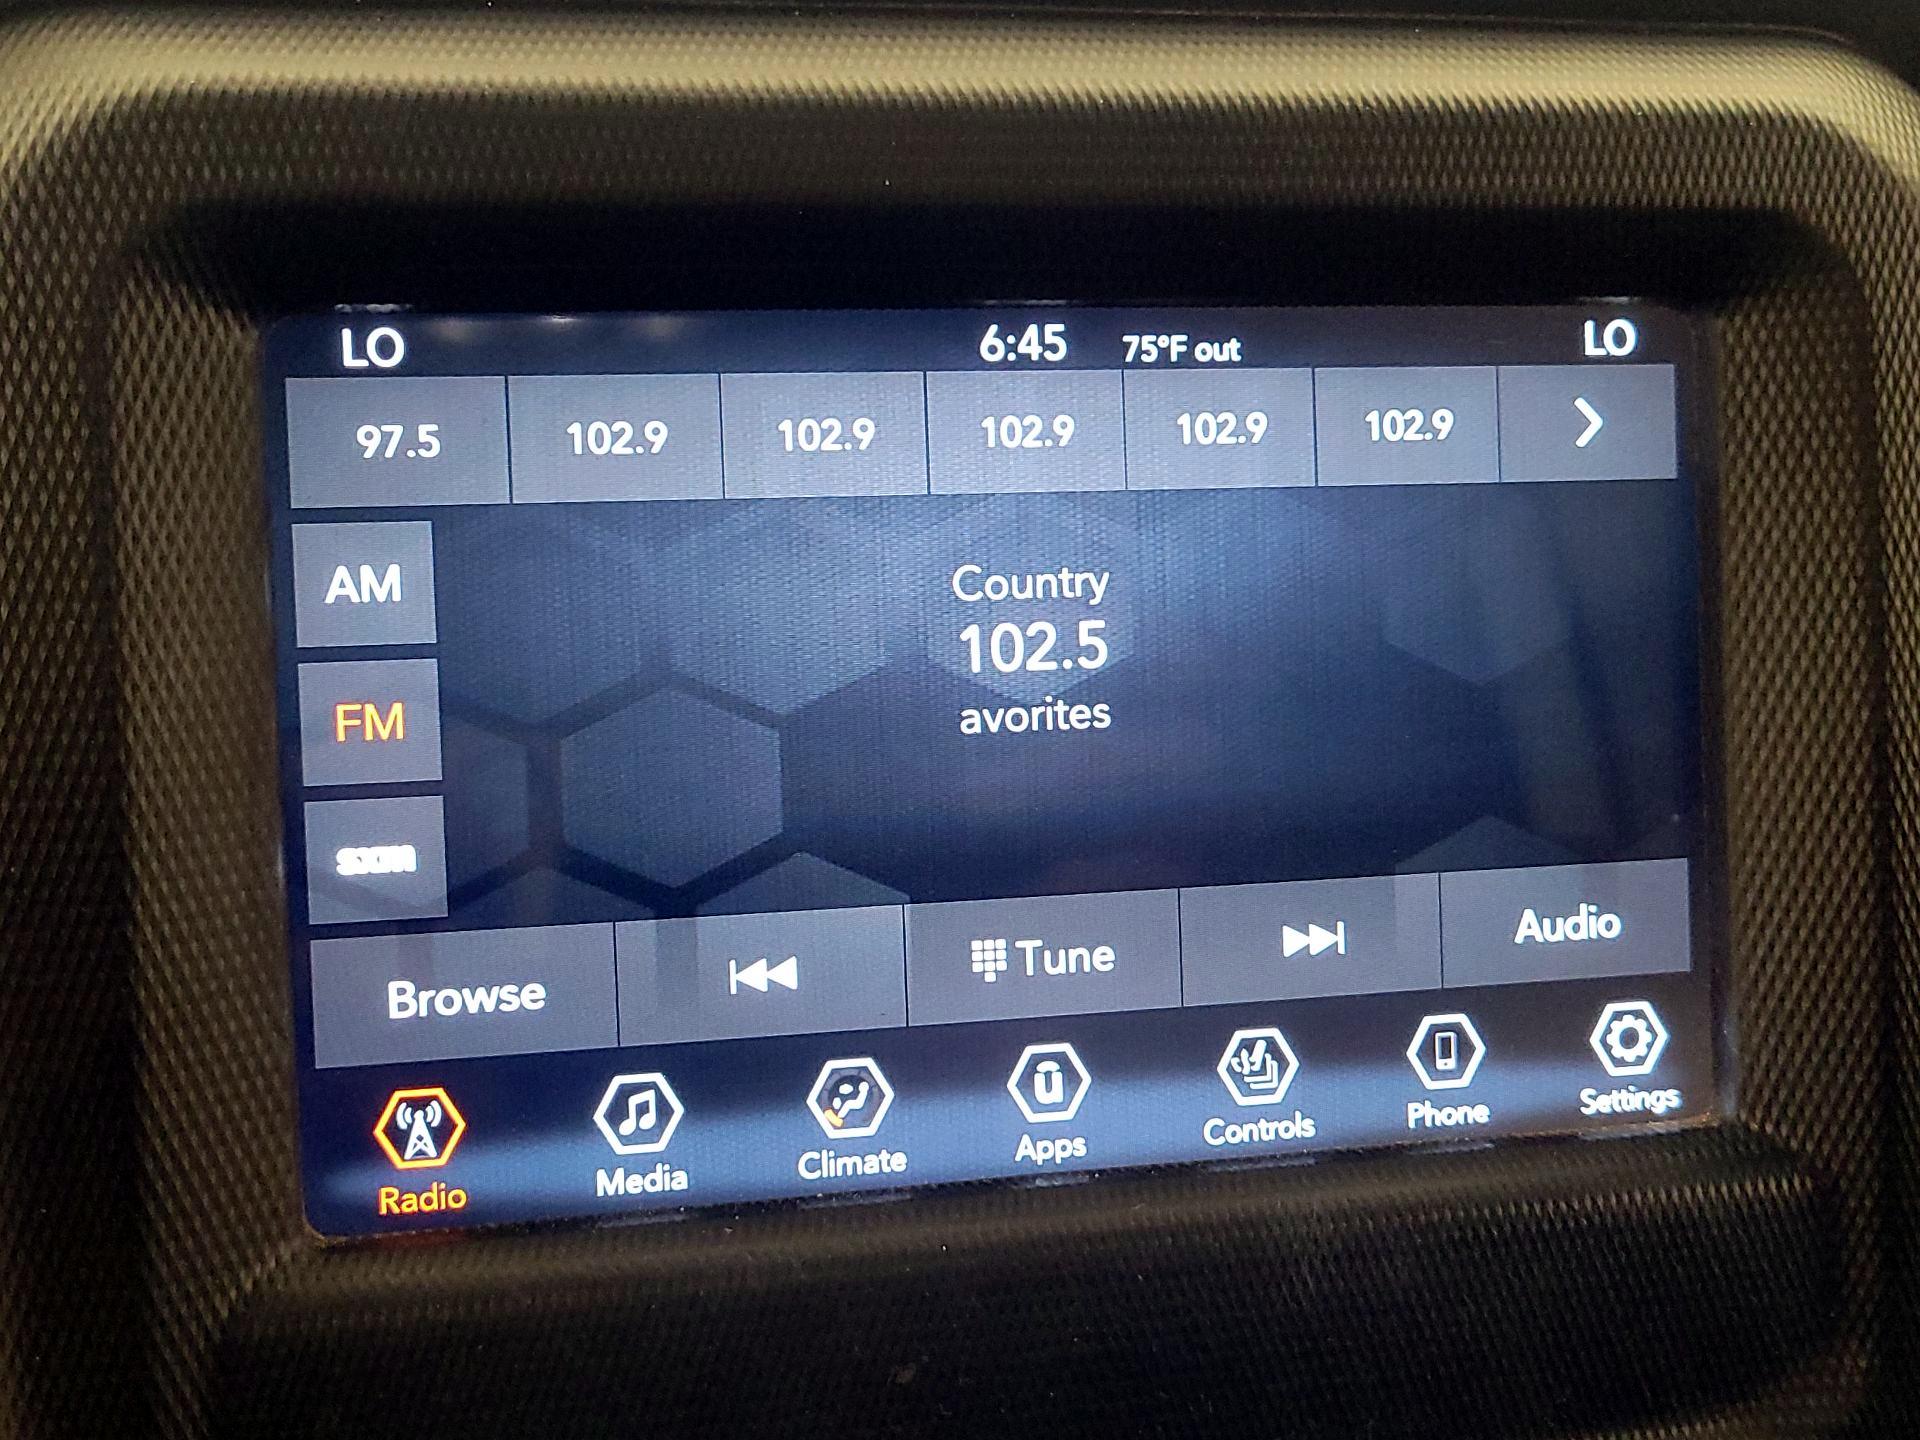 LO 6:45 75°F out LO
97.5 102.9 102.9 102.9 102.9 102.9
AM
Country
102.5
FM
avorites
sxm
Browse Tune Audio
Radio Media Climate Apps Controls Phone Settings